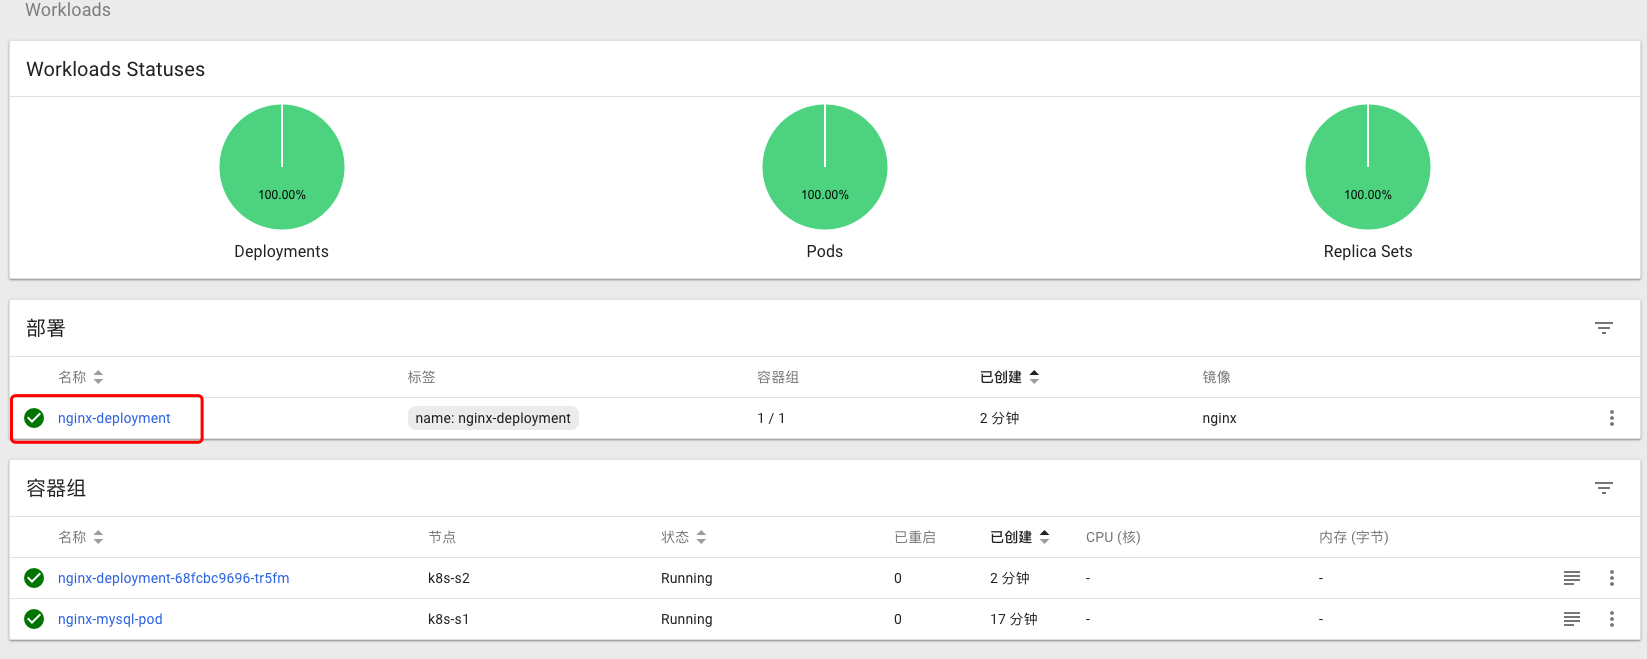 Workloads
Workloads Statuses
100.00% 100.00% 100.00%
Deployments Pods Replica Sets
部署
名称 标签 容器组 已创建 镜像
nginx-deployment name: nginx-deployment 1 / 1 2 分钟 nginx
容器组
名称 节点 状态 已重启 已创建 CPU (核) 内存 (字节)
nginx-deployment-68fcbc9696-tr5fm k8s-s2 Running 0 2 分钟 - -
nginx-mysql-pod k8s-s1 Running 0 17 分钟 - -